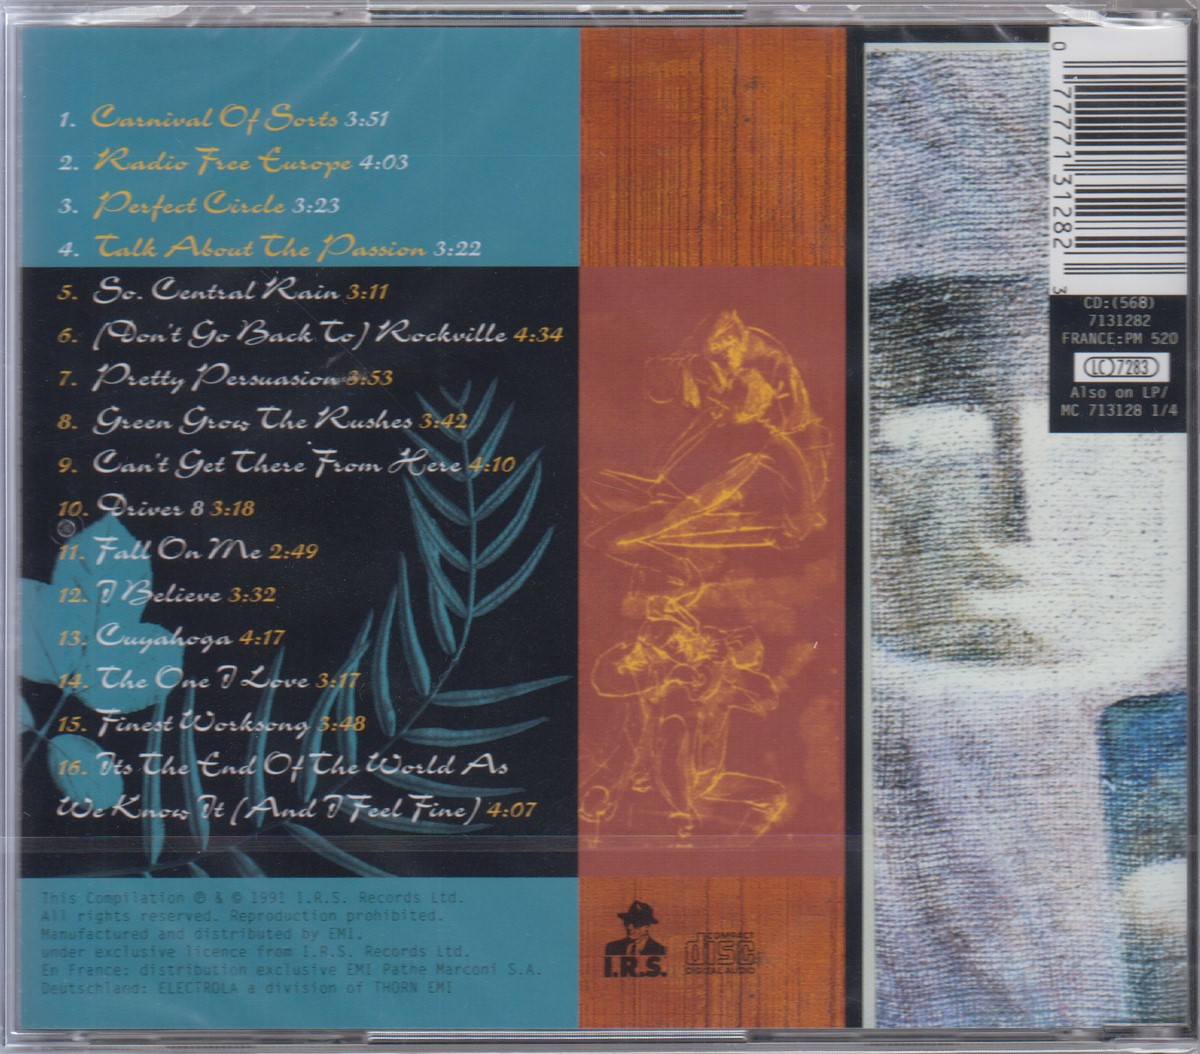 1. Carnival Of Sorts 3:51
2. Radio Free Europe 4:03
3. Perfect Circle 3:23
4. Talk About The Passion 3:22
5. So. Central Rain 3:11
6. (Don't Go Back To) Rockville 4:34
7. Pretty Persuasion 3:53
8. Green Grow The Rushes 3:42
9. Can't Get There From Here 4:10
10. Driver 8 3:18
11. Fall On Me 2:49
12. I Believe 3:32
13. Cuyahoga 4:17
14. The One I Love 3:17
15. Finest Worksong 3:48
16. Its The End Of The World As
We Know It (And I Feel Fine) 4:07
This Compilation ℗ & © 1991 I.R.S. Records Ltd.
All rights reserved. Reproduction prohibited.
Manufactured and distributed by EMI.
under exclusive licence from I.R.S. Records Ltd.
En France: distribution exclusive EMI Pathe Marconi S.A.
Deutschland: ELECTROLA a division of THORN EMI
I.R.S.
COMPACT
disc
DIGITAL AUDIO
0 77771 31282 3
CD:(568)
7131282
FRANCE:PM 520
LC 7283
Also on LP/
MC 713128 1/4